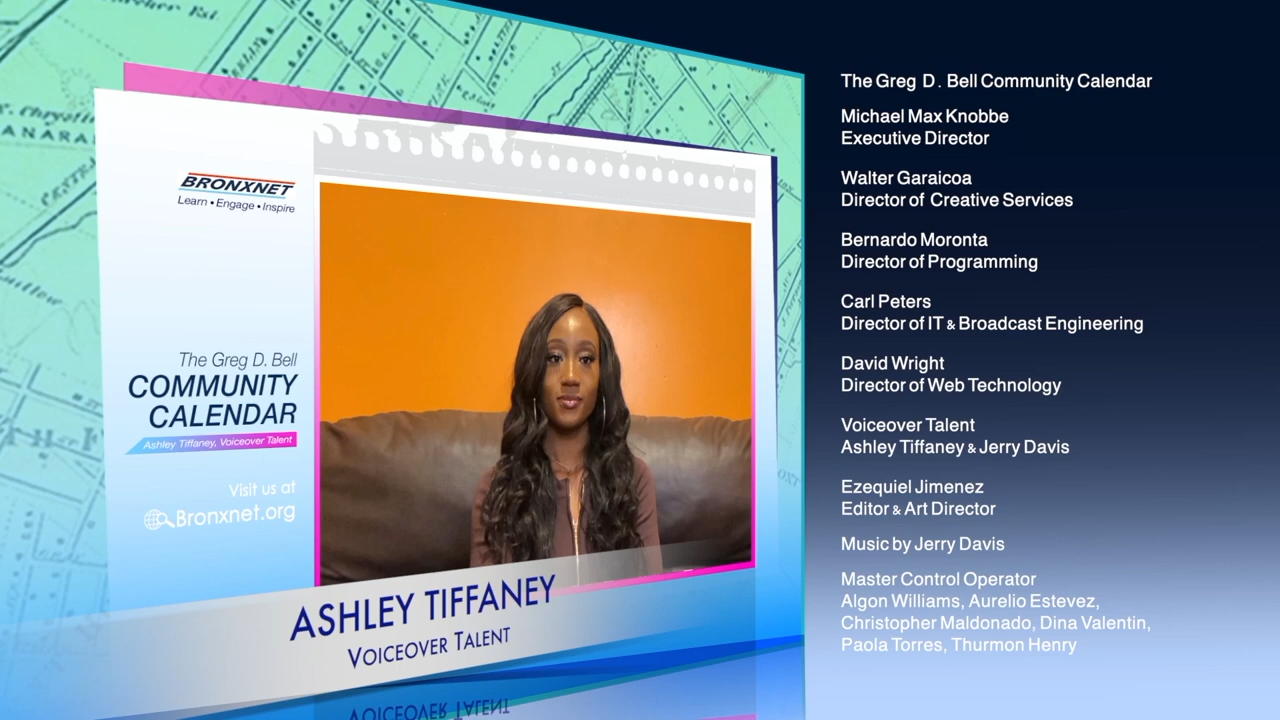 BRONXNET
Learn • Engage • Inspire
The Greg D. Bell
COMMUNITY
CALENDAR
Ashley Tiffaney, Voiceover Talent
Visit us at
Bronxnet.org
ASHLEY TIFFANEY
VOICEOVER TALENT
The Greg D. Bell Community Calendar
Michael Max Knobbe
Executive Director
Walter Garaicoa
Director of Creative Services
Bernardo Moronta
Director of Programming
Carl Peters
Director of IT & Broadcast Engineering
David Wright
Director of Web Technology
Voiceover Talent
Ashley Tiffaney & Jerry Davis
Ezequiel Jimenez
Editor & Art Director
Music by Jerry Davis
Master Control Operator
Algon Williams, Aurelio Estevez,
Christopher Maldonado, Dina Valentin,
Paola Torres, Thurmon Henry